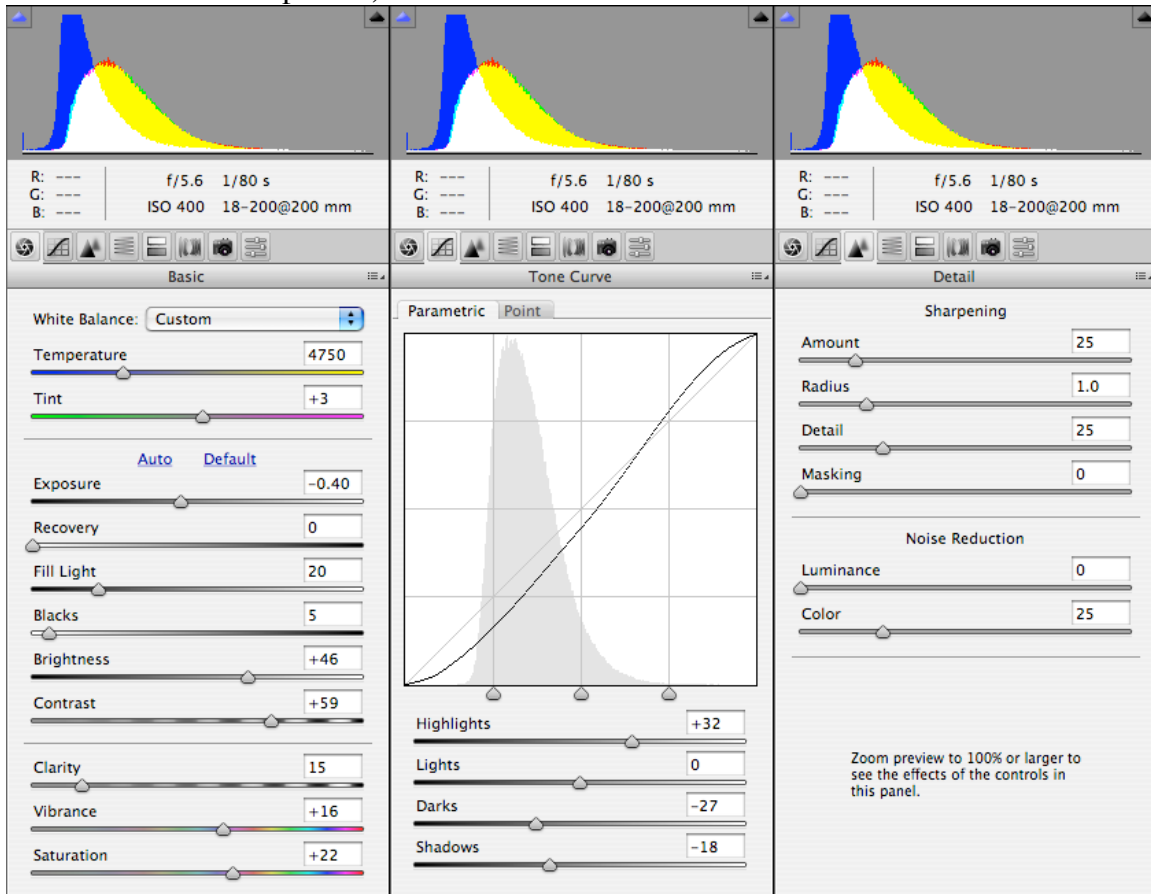 R: --- f/5.6 1/80 s
G: ---
B: --- ISO 400 18-200@200 mm
Basic
White Balance: Custom
Temperature 4750
Tint +3
Auto Default
Exposure -0.40
Recovery 0
Fill Light 20
Blacks 5
Brightness +46
Contrast +59
Clarity 15
Vibrance +16
Saturation +22
R: --- f/5.6 1/80 s
G: ---
B: --- ISO 400 18-200@200 mm
Tone Curve
Parametric Point
Highlights +32
Lights 0
Darks -27
Shadows -18
R: --- f/5.6 1/80 s
G: ---
B: --- ISO 400 18-200@200 mm
Detail
Sharpening
Amount 25
Radius 1.0
Detail 25
Masking 0
Noise Reduction
Luminance 0
Color 25
Zoom preview to 100% or larger to
see the effects of the controls in
this panel.